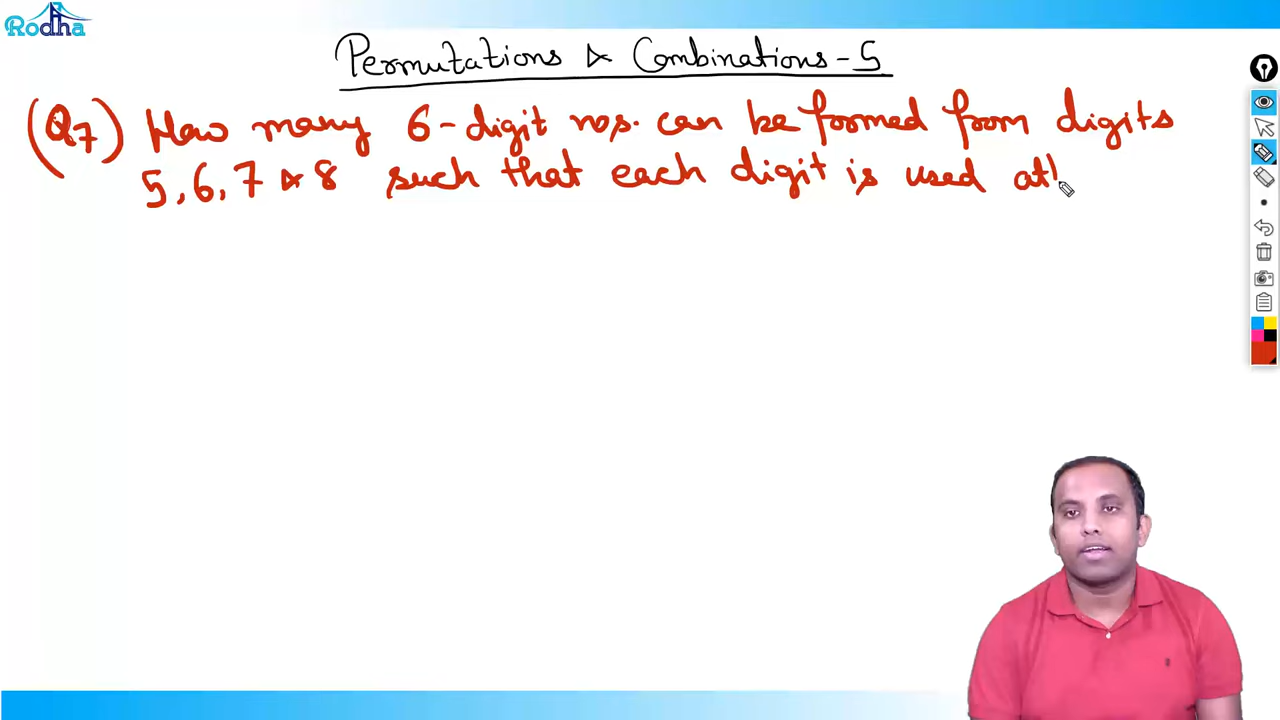 Rodha
Permutations & Combinations - 5
(Q7) How many 6-digit nos. can be formed from digits
5, 6, 7 & 8 such that each digit is used atl